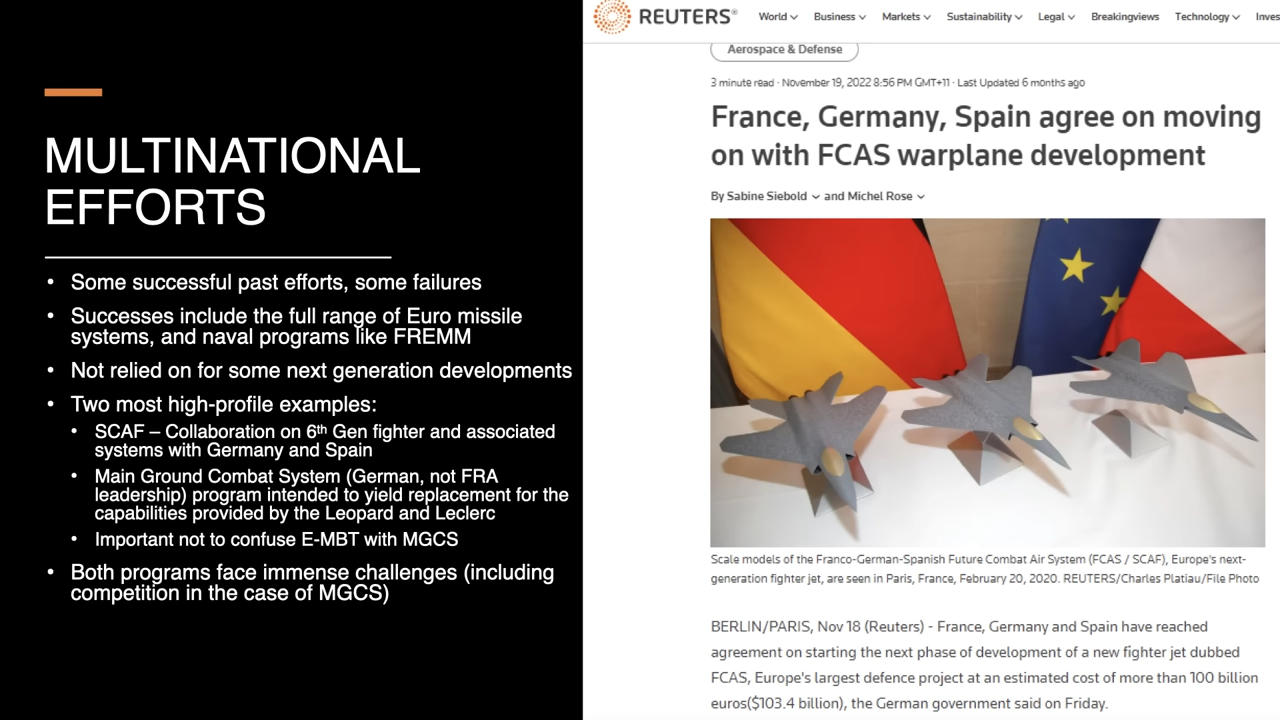 MULTINATIONAL
EFFORTS
• Some successful past efforts, some failures
• Successes include the full range of Euro missile
systems, and naval programs like FREMM
• Not relied on for some next generation developments
• Two most high-profile examples:
• SCAF – Collaboration on 6th Gen fighter and associated
systems with Germany and Spain
• Main Ground Combat System (German, not FRA
leadership) program intended to yield replacement for the
capabilities provided by the Leopard and Leclerc
• Important not to confuse E-MBT with MGCS
• Both programs face immense challenges (including
competition in the case of MGCS)
REUTERS® World Business Markets Sustainability Legal Breakingviews Technology Inves
Aerospace & Defense
3 minute read · November 19, 2022 8:56 PM GMT+11 · Last Updated 6 months ago
France, Germany, Spain agree on moving
on with FCAS warplane development
By Sabine Siebold and Michel Rose
Scale models of the Franco-German-Spanish Future Combat Air System (FCAS / SCAF), Europe's next-
generation fighter jet, are seen in Paris, France, February 20, 2020. REUTERS/Charles Platiau/File Photo
BERLIN/PARIS, Nov 18 (Reuters) - France, Germany and Spain have reached
agreement on starting the next phase of development of a new fighter jet dubbed
FCAS, Europe's largest defence project at an estimated cost of more than 100 billion
euros($103.4 billion), the German government said on Friday.